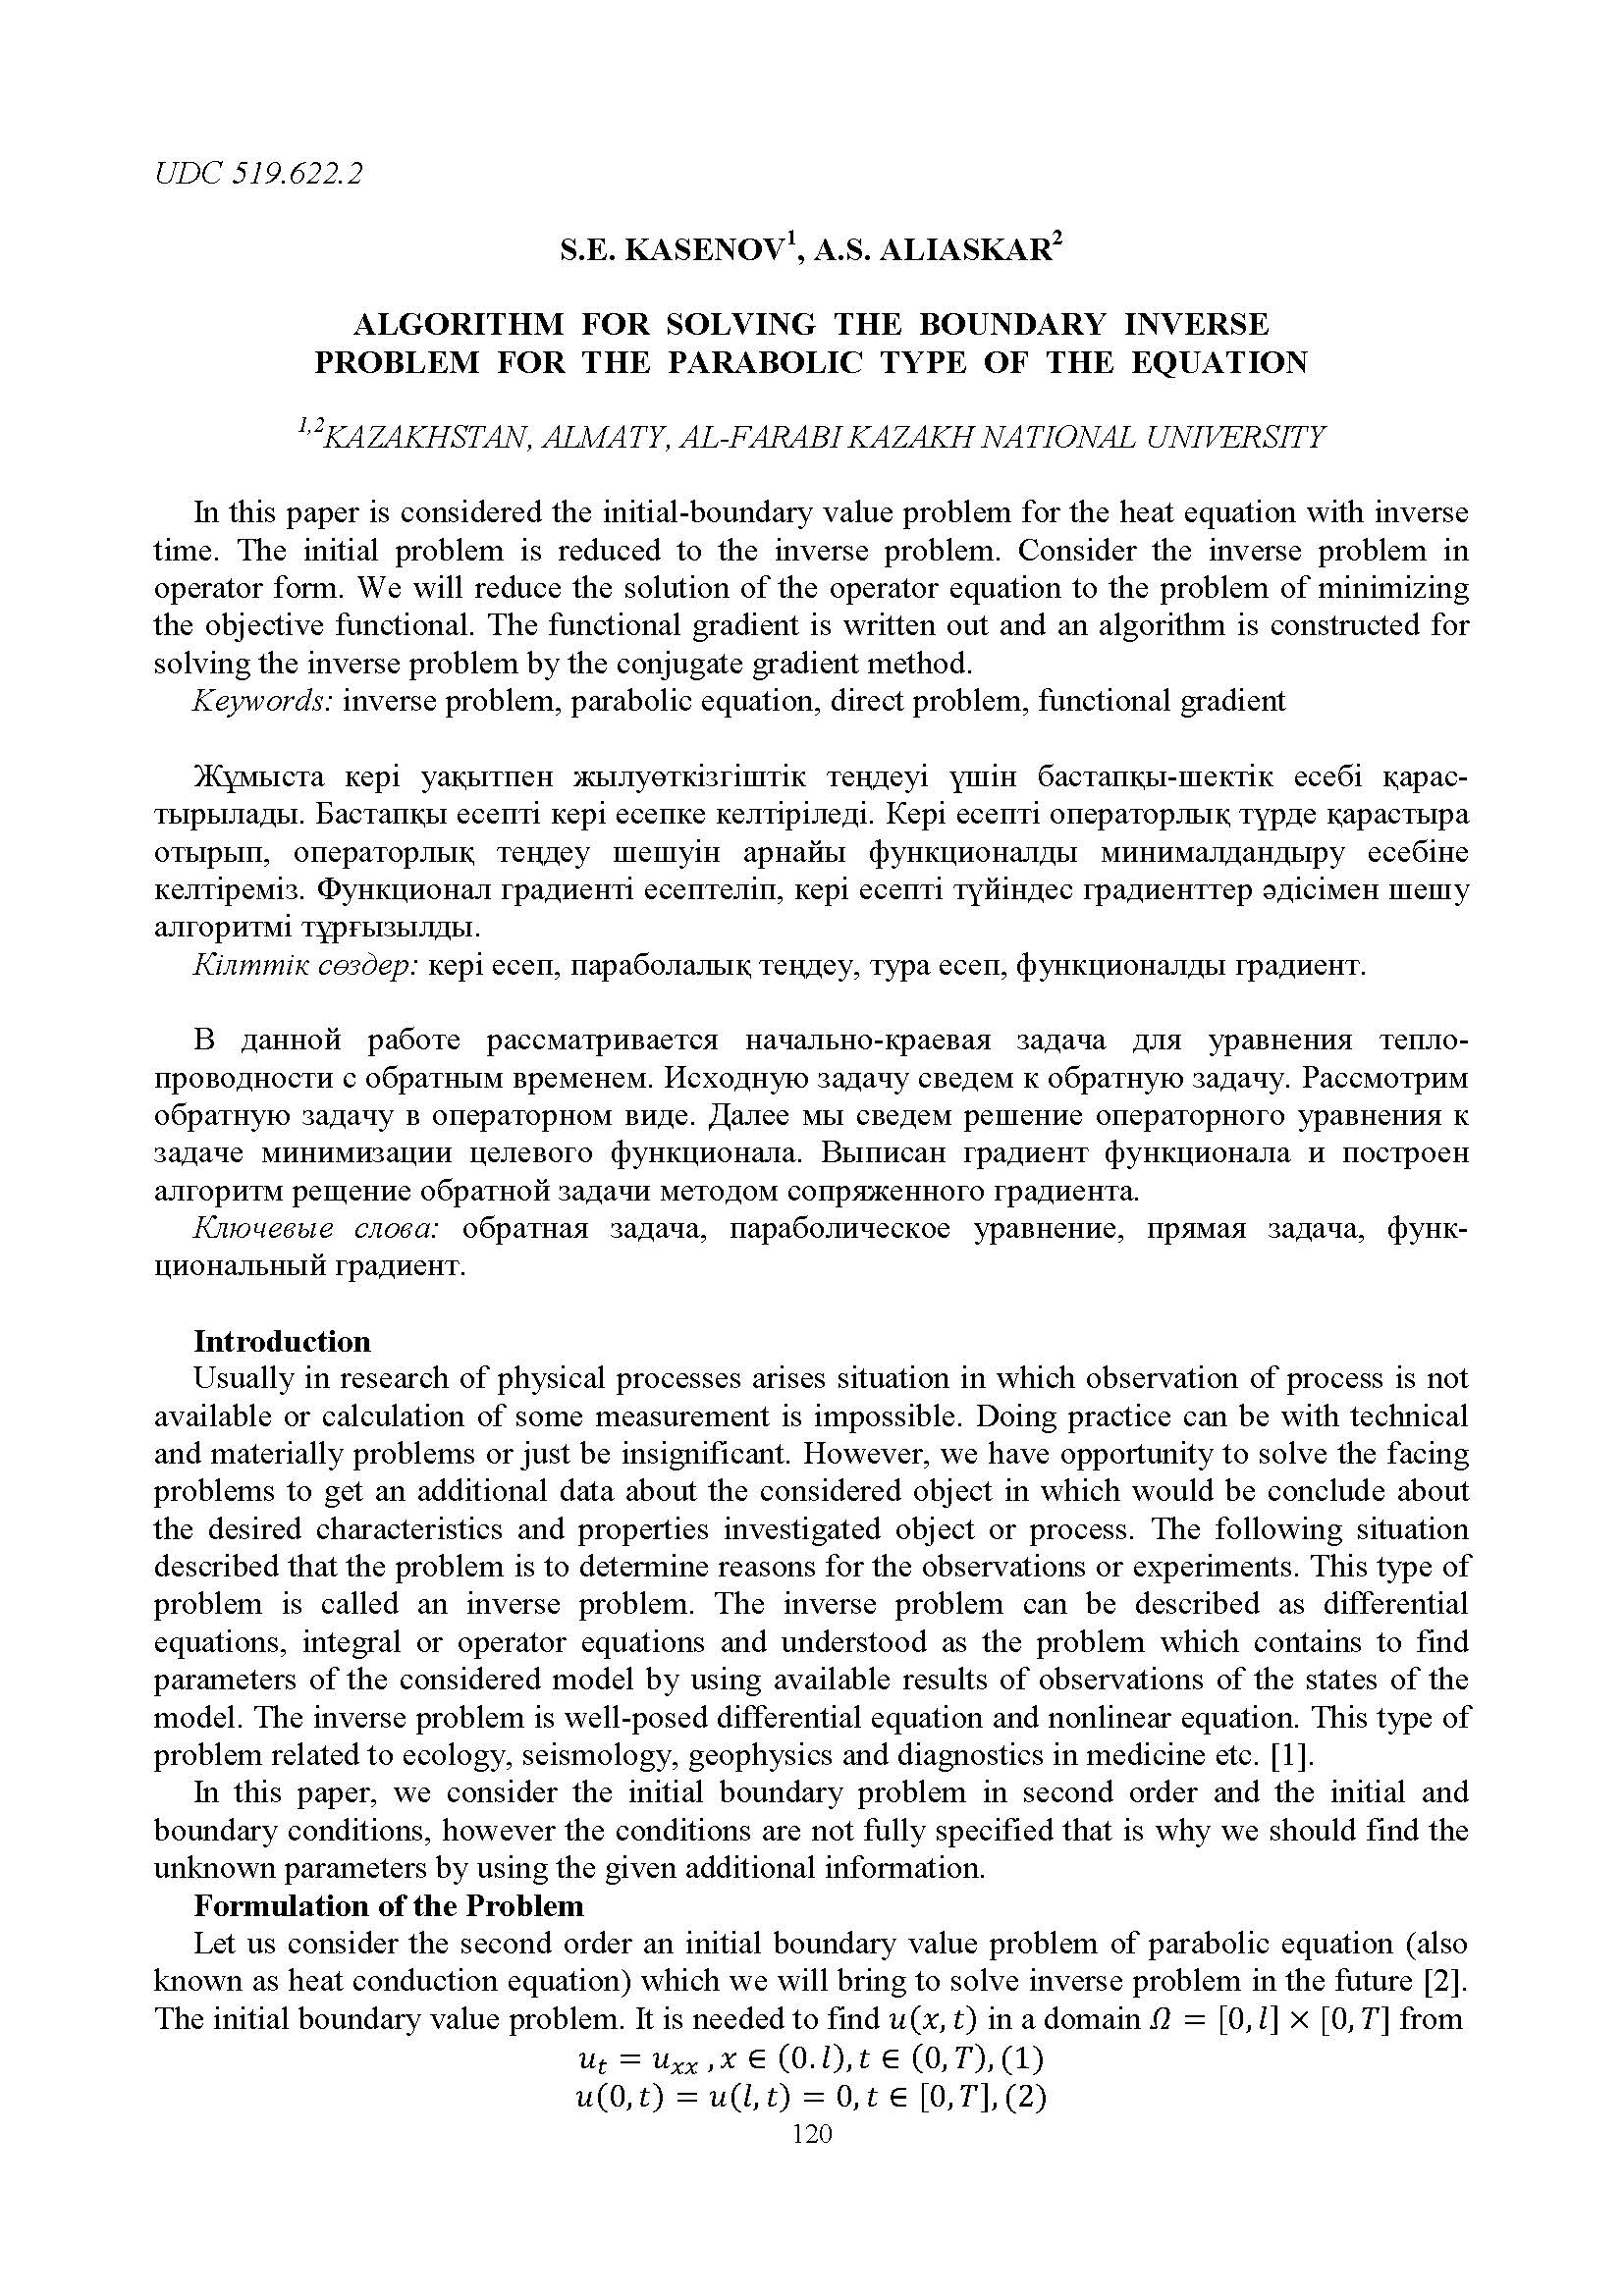 UDC 519.622.2
S.E. KASENOV¹, A.S. ALIASKAR²
ALGORITHM FOR SOLVING THE BOUNDARY INVERSE
PROBLEM FOR THE PARABOLIC TYPE OF THE EQUATION
¹,²KAZAKHSTAN, ALMATY, AL-FARABI KAZAKH NATIONAL UNIVERSITY
In this paper is considered the initial-boundary value problem for the heat equation with inverse
time. The initial problem is reduced to the inverse problem. Consider the inverse problem in
operator form. We will reduce the solution of the operator equation to the problem of minimizing
the objective functional. The functional gradient is written out and an algorithm is constructed for
solving the inverse problem by the conjugate gradient method.
Keywords: inverse problem, parabolic equation, direct problem, functional gradient
Жұмыста кері уақытпен жылуөткізгіштік теңдеуі үшін бастапқы-шектік есебі қарас-
тырылады. Бастапқы есепті кері есепке келтіріледі. Кері есепті операторлық түрде қарастыра
отырып, операторлық теңдеу шешуін арнайы функционалды минималдандыру есебіне
келтіреміз. Функционал градиенті есептеліп, кері есепті түйіндес градиенттер әдісімен шешу
алгоритмі тұрғызылды.
Кілттік сөздер: кері есеп, параболалық теңдеу, тура есеп, функционалды градиент.
В данной работе рассматривается начально-краевая задача для уравнения тепло-
проводности с обратным временем. Исходную задачу сведем к обратную задачу. Рассмотрим
обратную задачу в операторном виде. Далее мы сведем решение операторного уравнения к
задаче минимизации целевого функционала. Выписан градиент функционала и построен
алгоритм рещение обратной задачи методом сопряженного градиента.
Ключевые слова: обратная задача, параболическое уравнение, прямая задача, функ-
циональный градиент.
Introduction
Usually in research of physical processes arises situation in which observation of process is not
available or calculation of some measurement is impossible. Doing practice can be with technical
and materially problems or just be insignificant. However, we have opportunity to solve the facing
problems to get an additional data about the considered object in which would be conclude about
the desired characteristics and properties investigated object or process. The following situation
described that the problem is to determine reasons for the observations or experiments. This type of
problem is called an inverse problem. The inverse problem can be described as differential
equations, integral or operator equations and understood as the problem which contains to find
parameters of the considered model by using available results of observations of the states of the
model. The inverse problem is well-posed differential equation and nonlinear equation. This type of
problem related to ecology, seismology, geophysics and diagnostics in medicine etc. [1].
In this paper, we consider the initial boundary problem in second order and the initial and
boundary conditions, however the conditions are not fully specified that is why we should find the
unknown parameters by using the given additional information.
Formulation of the Problem
Let us consider the second order an initial boundary value problem of parabolic equation (also
known as heat conduction equation) which we will bring to solve inverse problem in the future [2].
The initial boundary value problem. It is needed to find u(x, t) in a domain Ω = [0, l] × [0, T] from
uₜ = uₓₓ , x ∈ (0. l), t ∈ (0, T), (1)
u(0, t) = u(l, t) = 0, t ∈ [0, T], (2)
120